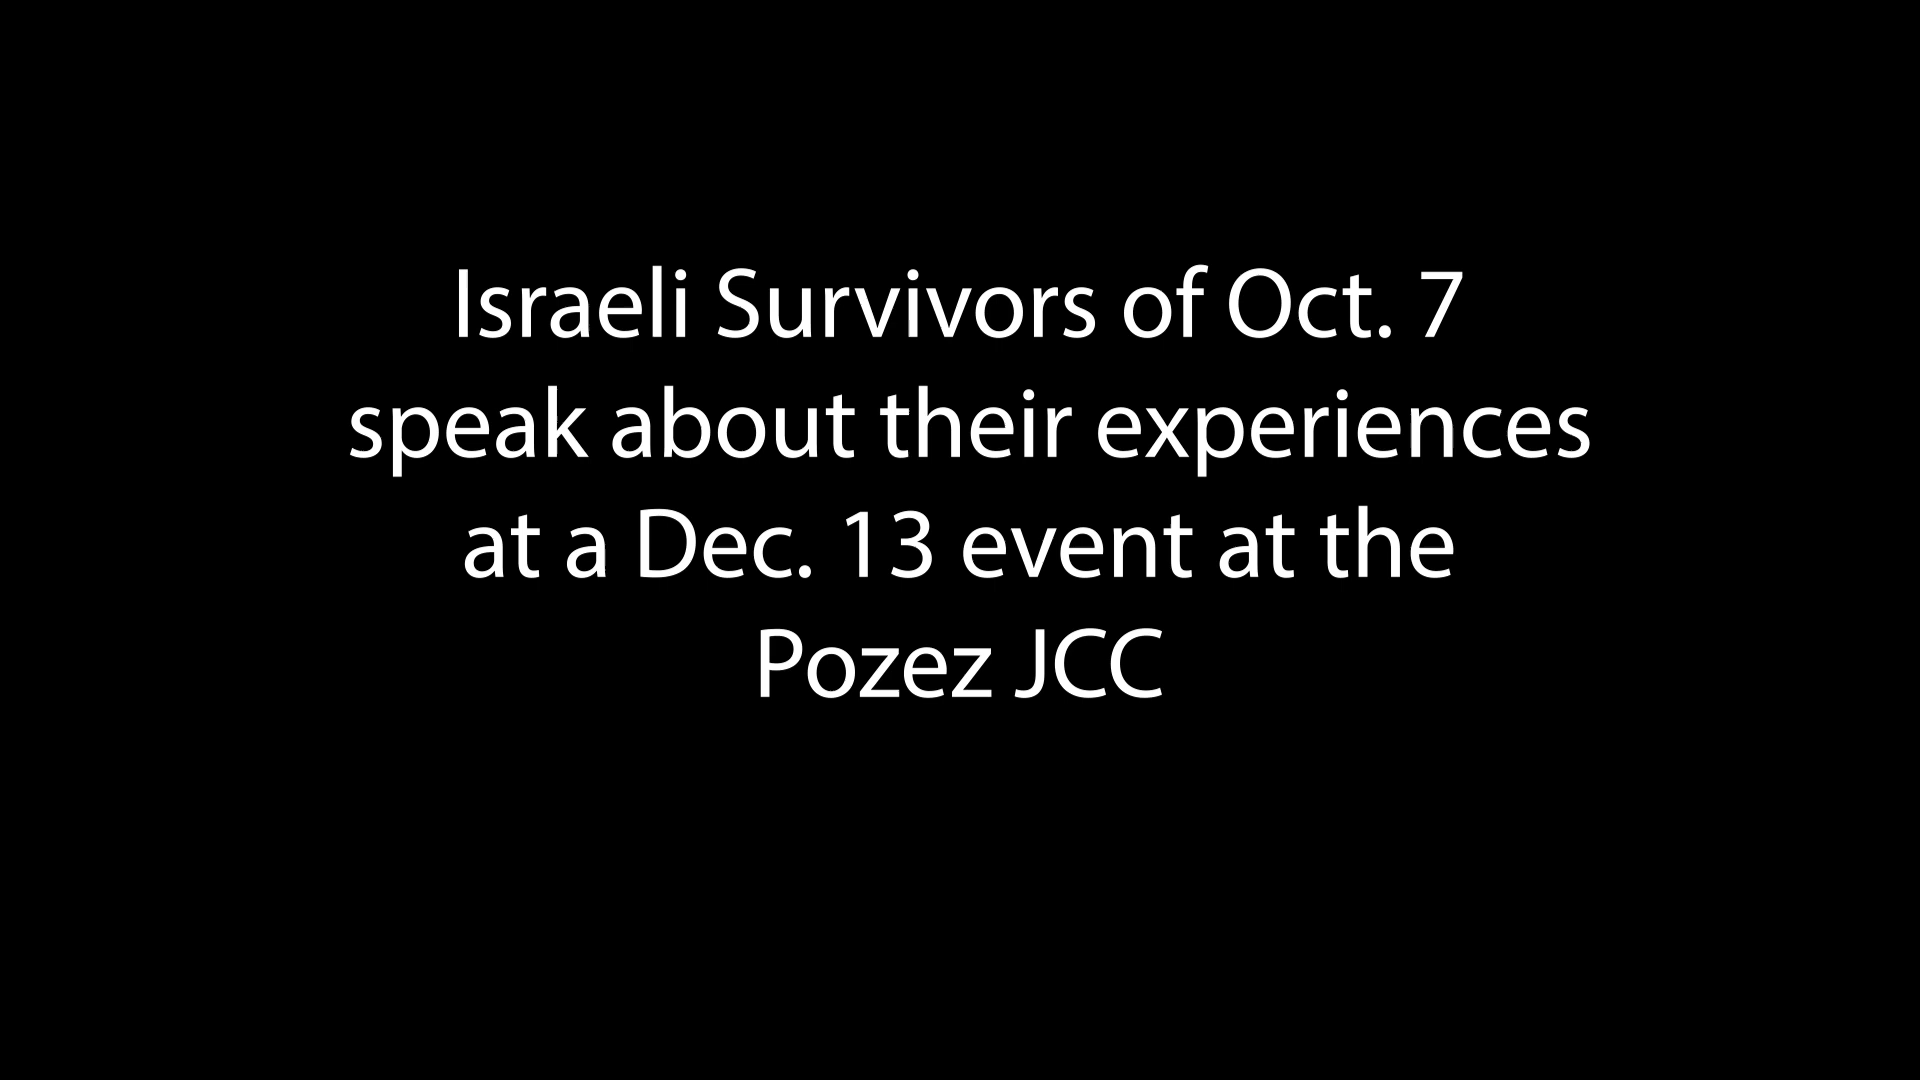 Israeli Survivors of Oct. 7
speak about their experiences
at a Dec. 13 event at the
Pozez JCC